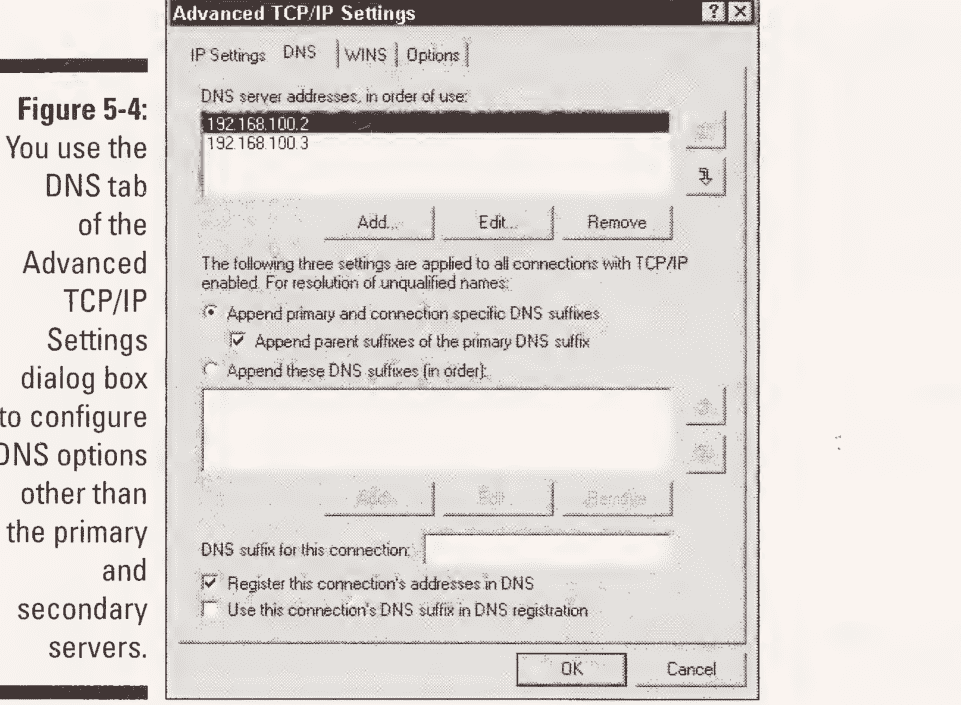 Figure 5-4:
You use the
DNS tab
of the
Advanced
TCP/IP
Settings
dialog box
to configure
DNS options
other than
the primary
and
secondary
servers.
Advanced TCP/IP Settings
IP Settings DNS WINS Options
DNS server addresses, in order of use:
192.168.100.2
192.168.100.3
Add... Edit... Remove
The following three settings are applied to all connections with TCP/IP
enabled. For resolution of unqualified names:
Append primary and connection specific DNS suffixes
Append parent suffixes of the primary DNS suffix
Append these DNS suffixes (in order):
Add... Edit... Remove
DNS suffix for this connection:
Register this connection's addresses in DNS
Use this connection's DNS suffix in DNS registration
OK Cancel